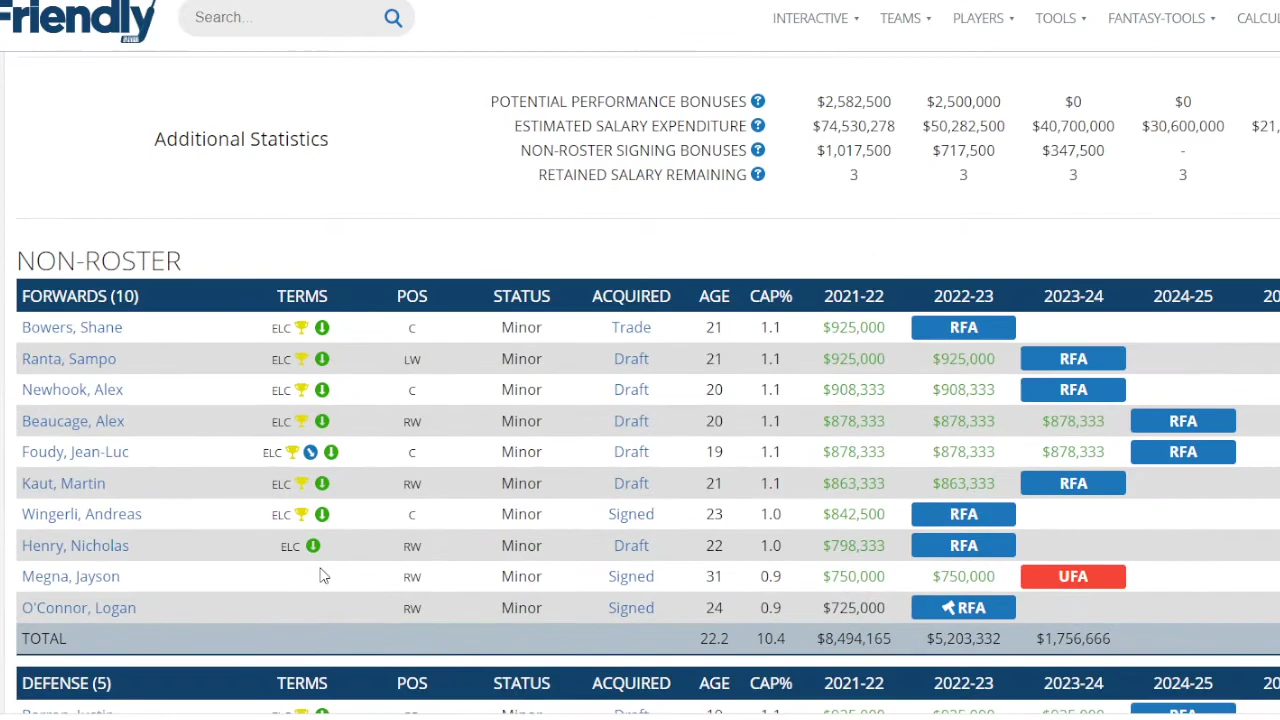 Friendly
Search...
INTERACTIVE TEAMS PLAYERS TOOLS FANTASY-TOOLS CALCU
POTENTIAL PERFORMANCE BONUSES ? $2,582,500 $2,500,000 $0 $0
Additional Statistics
ESTIMATED SALARY EXPENDITURE ? $74,530,278 $50,282,500 $40,700,000 $30,600,000 $21,
NON-ROSTER SIGNING BONUSES ? $1,017,500 $717,500 $347,500 -
RETAINED SALARY REMAINING ? 3 3 3 3
NON-ROSTER
FORWARDS (10) TERMS POS STATUS ACQUIRED AGE CAP% 2021-22 2022-23 2023-24 2024-25 20
Bowers, Shane ELC C Minor Trade 21 1.1 $925,000 RFA
Ranta, Sampo ELC LW Minor Draft 21 1.1 $925,000 $925,000 RFA
Newhook, Alex ELC C Minor Draft 20 1.1 $908,333 $908,333 RFA
Beaucage, Alex ELC RW Minor Draft 20 1.1 $878,333 $878,333 $878,333 RFA
Foudy, Jean-Luc ELC C Minor Draft 19 1.1 $878,333 $878,333 $878,333 RFA
Kaut, Martin ELC RW Minor Draft 21 1.1 $863,333 $863,333 RFA
Wingerli, Andreas ELC C Minor Signed 23 1.0 $842,500 RFA
Henry, Nicholas ELC RW Minor Draft 22 1.0 $798,333 RFA
Megna, Jayson RW Minor Signed 31 0.9 $750,000 $750,000 UFA
O'Connor, Logan RW Minor Signed 24 0.9 $725,000 RFA
TOTAL 22.2 10.4 $8,494,165 $5,203,332 $1,756,666
DEFENSE (5) TERMS POS STATUS ACQUIRED AGE CAP% 2021-22 2022-23 2023-24 2024-25 20